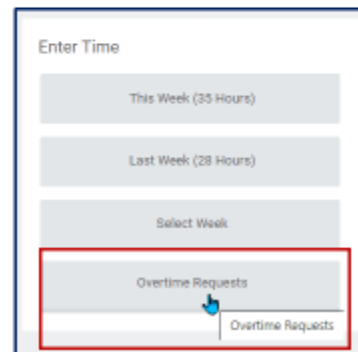 Enter Time
This Week (35 Hours)
Last Week (28 Hours)
Select Week
Overtime Requests
Overtime Requests